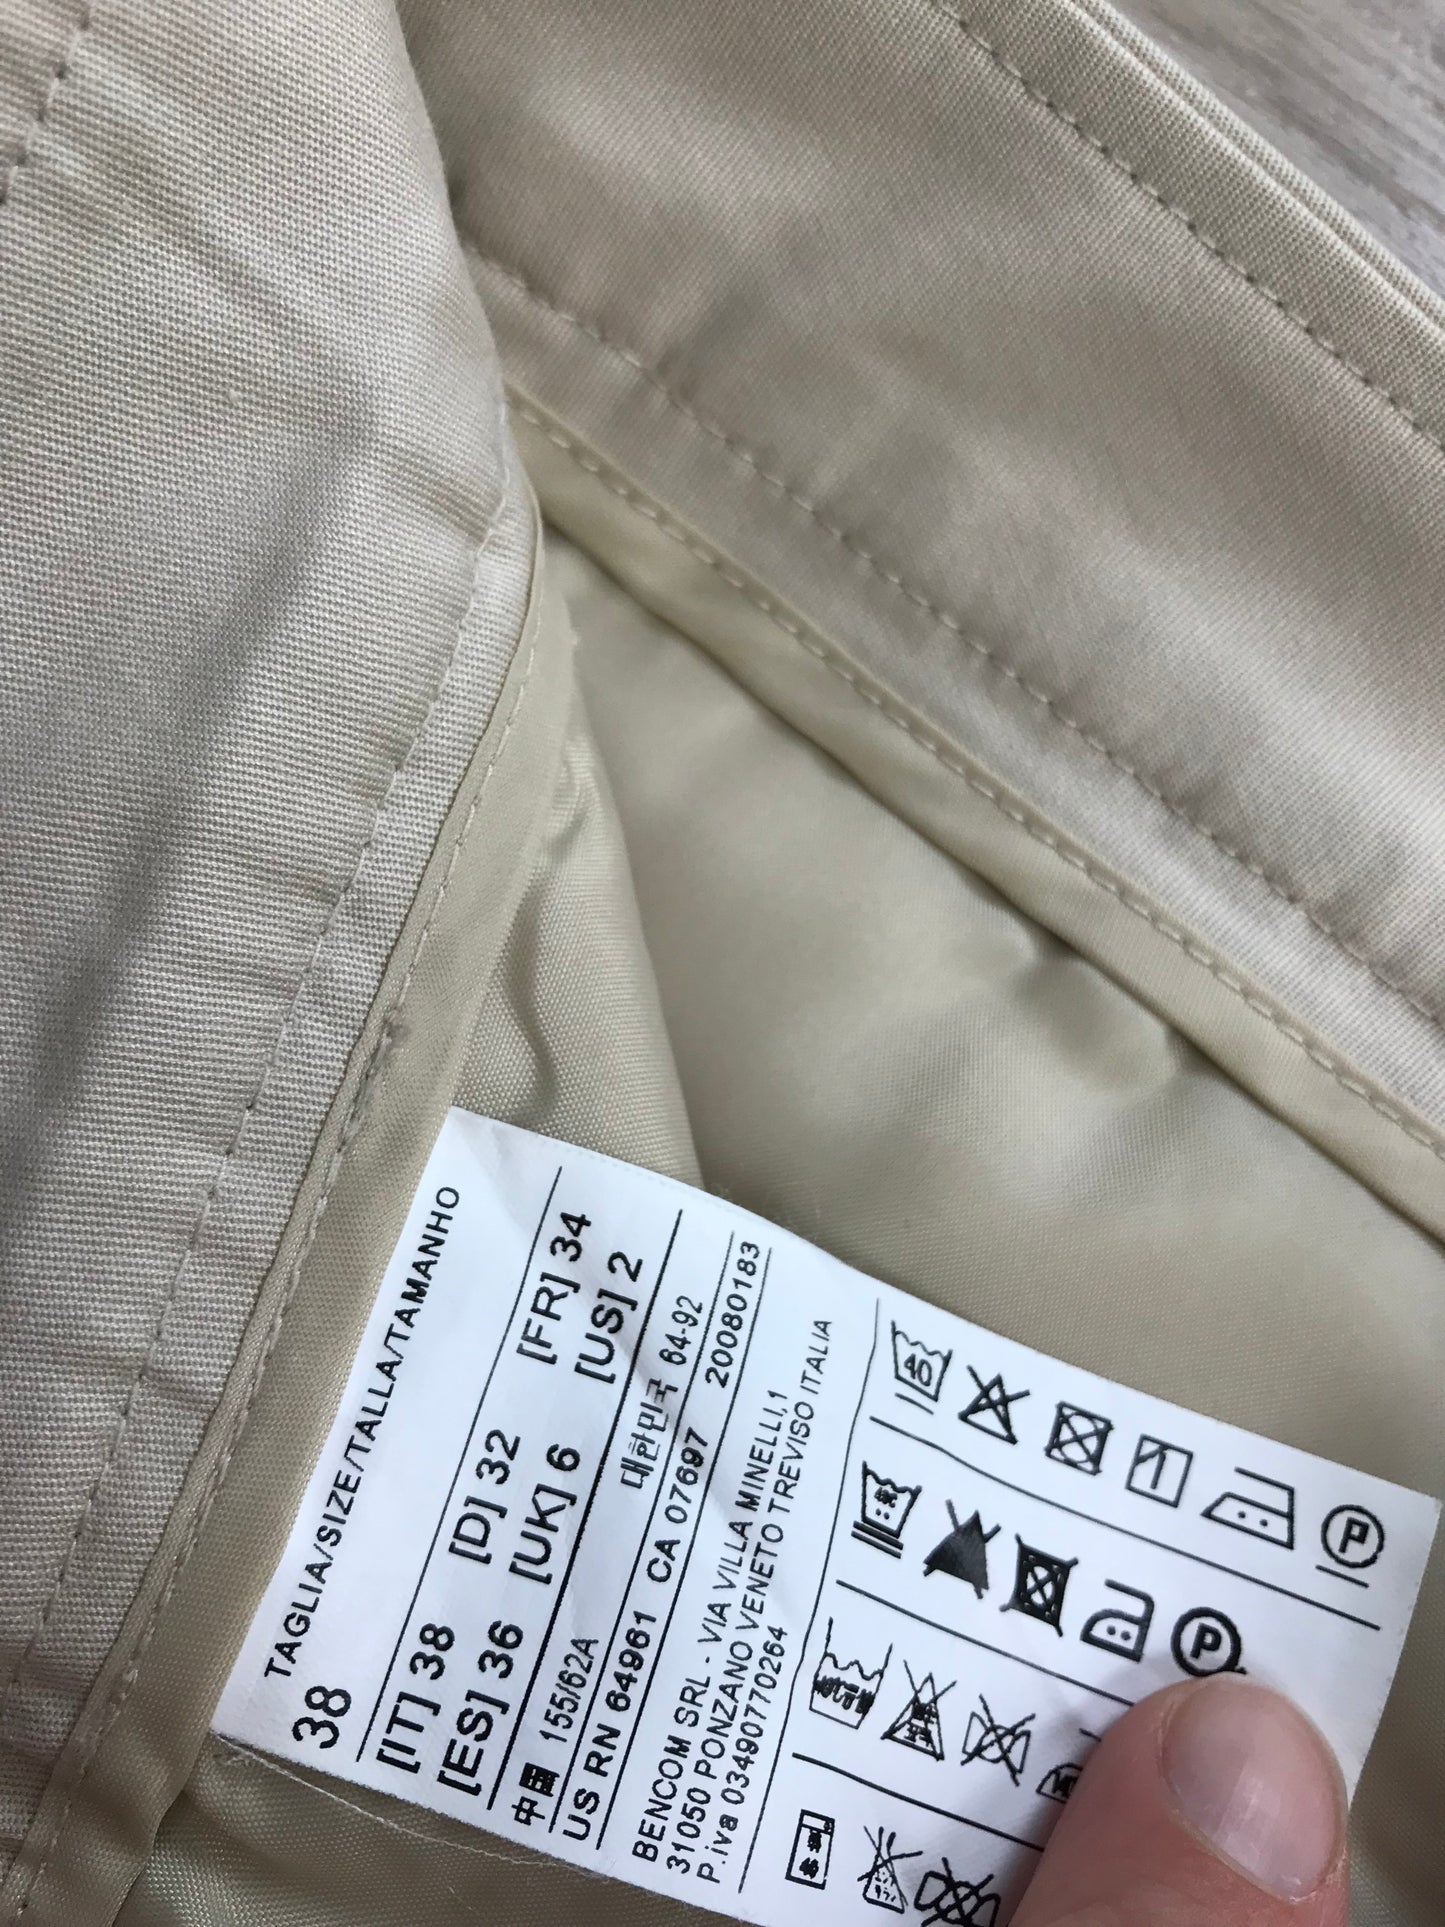 TAGLIA/SIZE/TALLA/TAMANHO
38
[IT] 38 [D] 32 [FR] 34
[ES] 36 [UK] 6 [US] 2
中国 155/62A 대한민국 64-92
US RN 64961 CA 07697 20080183
BENCOM SRL - VIA VILLA MINELLI, 1
31050 PONZANO VENETO TREVISO ITALIA
P.iva 03490770264
40
P
P